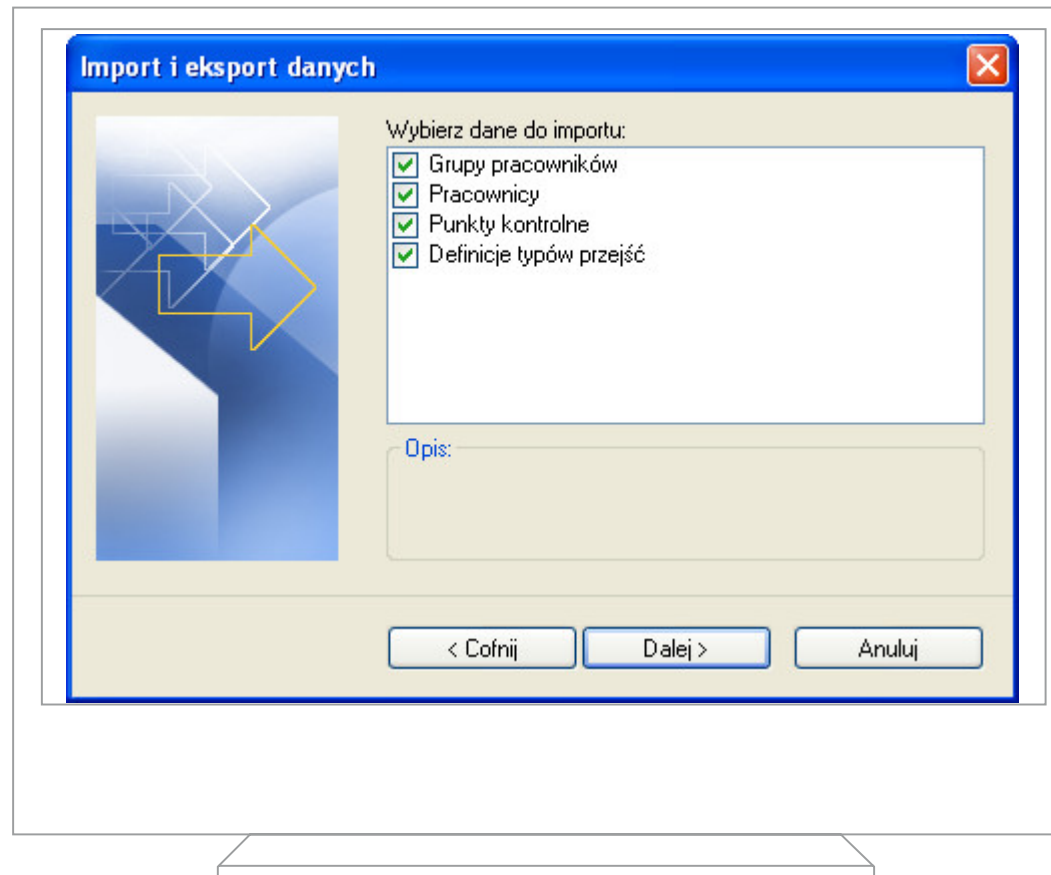 Import i eksport danych
Wybierz dane do importu:
Grupy pracowników
Pracownicy
Punkty kontrolne
Definicje typów przejść
Opis:
< Cofnij Dalej > Anuluj